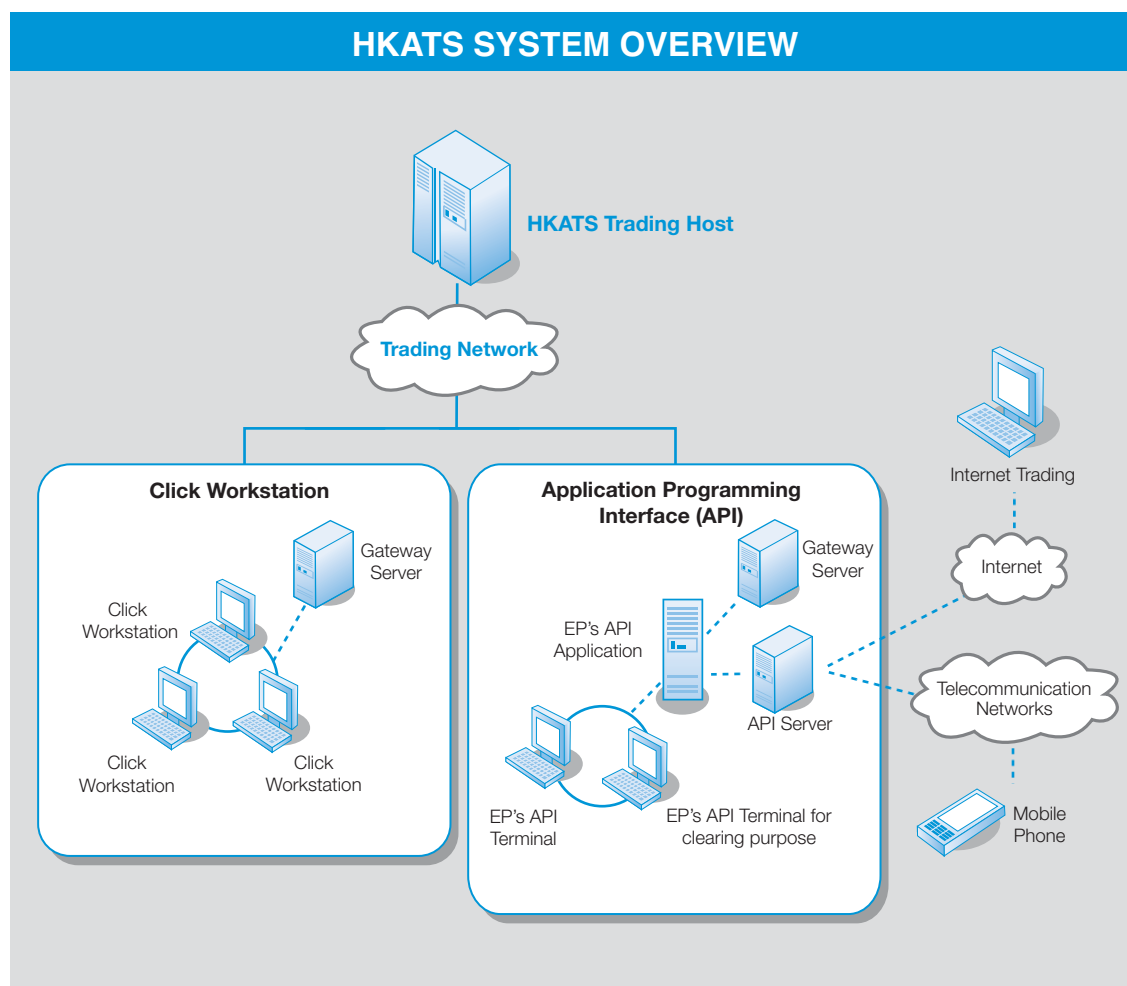 HKATS SYSTEM OVERVIEW
HKATS Trading Host
Trading Network
Click Workstation
Gateway
Server
Click
Workstation
Click
Workstation
Click
Workstation
Application Programming
Interface (API)
Gateway
Server
EP's API
Application
API Server
EP's API
Terminal
EP's API Terminal for
clearing purpose
Internet Trading
Internet
Telecommunication
Networks
Mobile
Phone